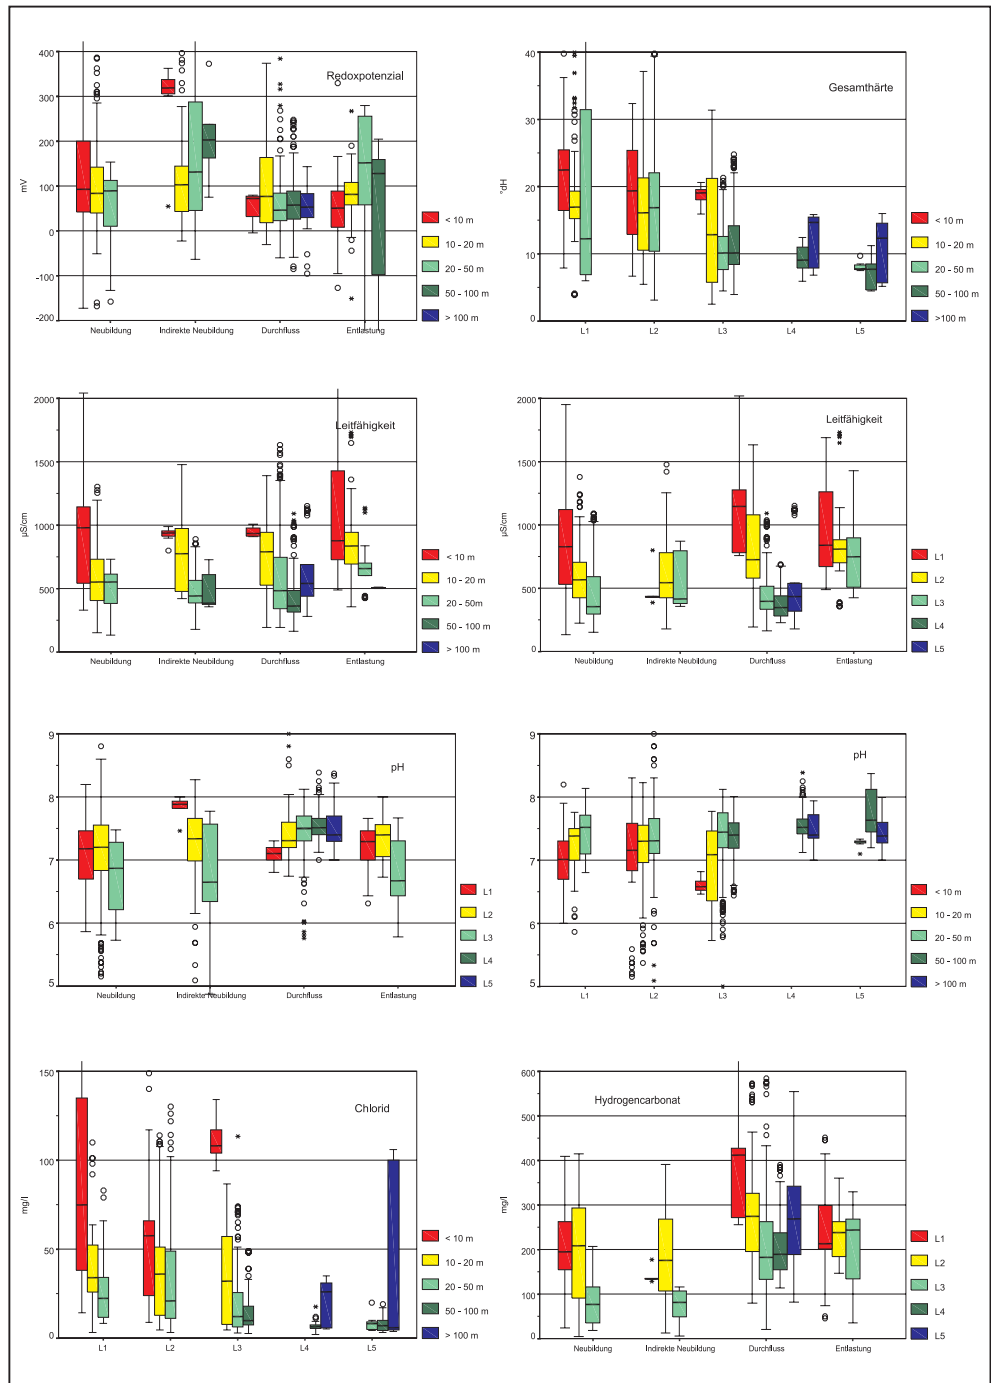 Redoxpotenzial
400
300
200
100
0
-100
-200
mV
Neubildung Indirekte Neubildung Durchfluss Entlastung
< 10 m
10 - 20 m
20 - 50 m
50 - 100 m
> 100 m
Gesamthärte
40
30
20
10
0
°dH
L1 L2 L3 L4 L5
< 10 m
10 - 20 m
20 - 50 m
50 - 100 m
>100 m
Leitfähigkeit
2000
1500
1000
500
0
µS/cm
Neubildung Indirekte Neubildung Durchfluss Entlastung
< 10 m
10 - 20 m
20 - 50m
50 - 100 m
> 100 m
Leitfähigkeit
2000
1500
1000
500
0
µS/cm
Neubildung Indirekte Neubildung Durchfluss Entlastung
L1
L2
L3
L4
L5
pH
9
8
7
6
5
Neubildung Indirekte Neubildung Durchfluss Entlastung
L1
L2
L3
L4
L5
pH
9
8
7
6
5
L1 L2 L3 L4 L5
< 10 m
10 - 20 m
20 - 50 m
50 - 100 m
> 100 m
Chlorid
150
100
50
0
mg/l
L1 L2 L3 L4 L5
< 10 m
10 - 20 m
20 - 50 m
50 - 100 m
> 100 m
Hydrogencarbonat
600
500
400
300
200
100
0
mg/l
Neubildung Indirekte Neubildung Durchfluss Entlastung
L1
L2
L3
L4
L5